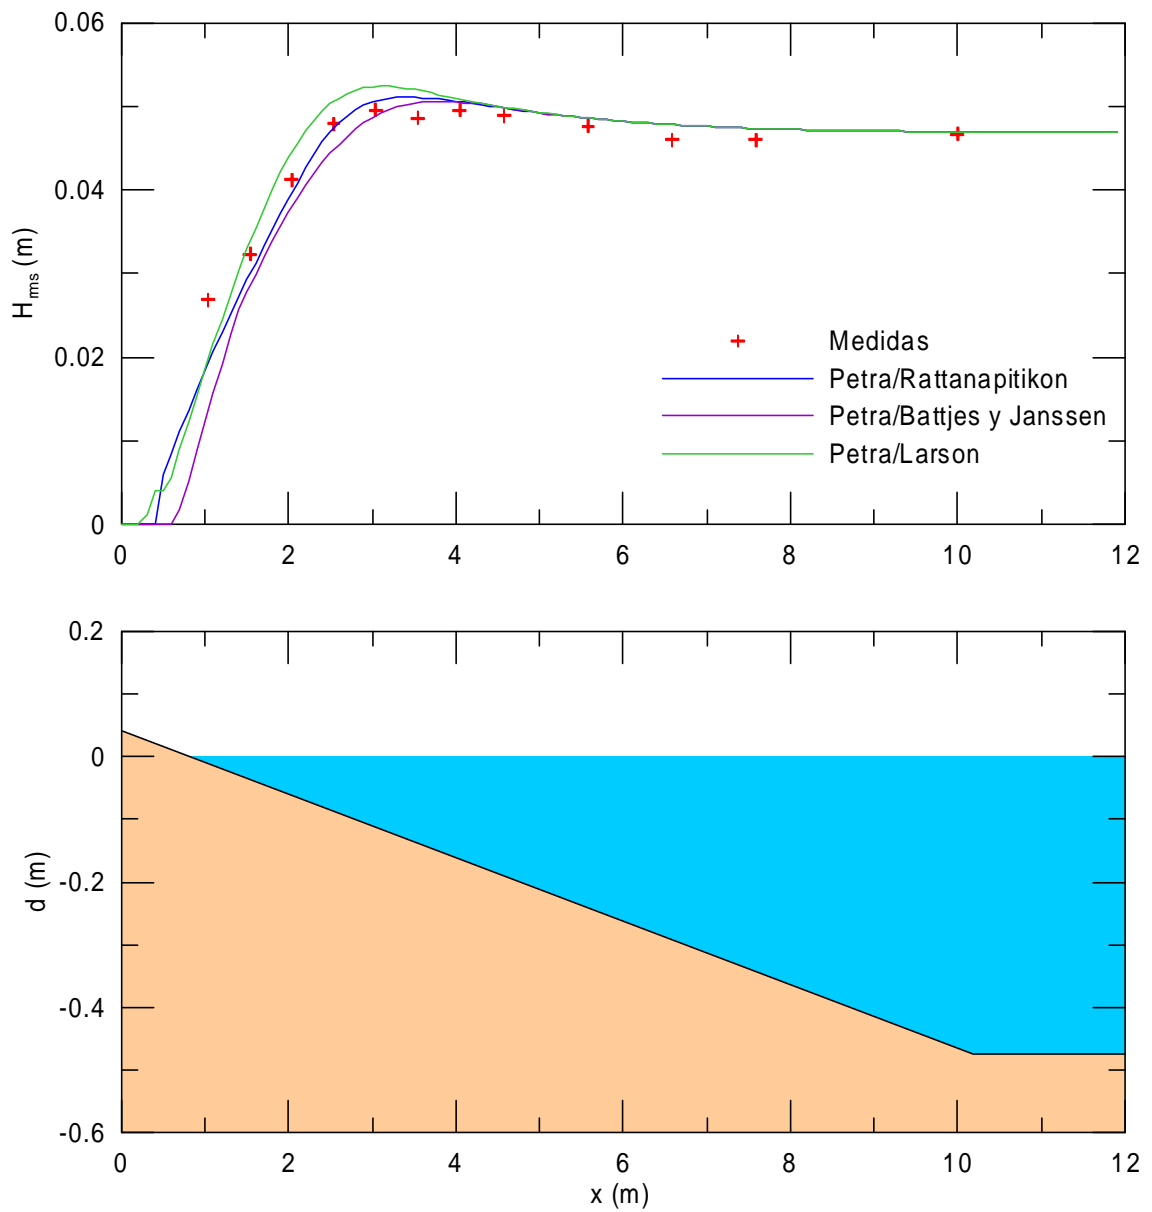 0.06
0.04
0.02
0
H rms (m)
Medidas
Petra/Rattanapitikon
Petra/Battjes y Janssen
Petra/Larson
0 2 4 6 8 10 12
0.2
0
-0.2
-0.4
-0.6
d (m)
0 2 4 6 8 10 12
x (m)